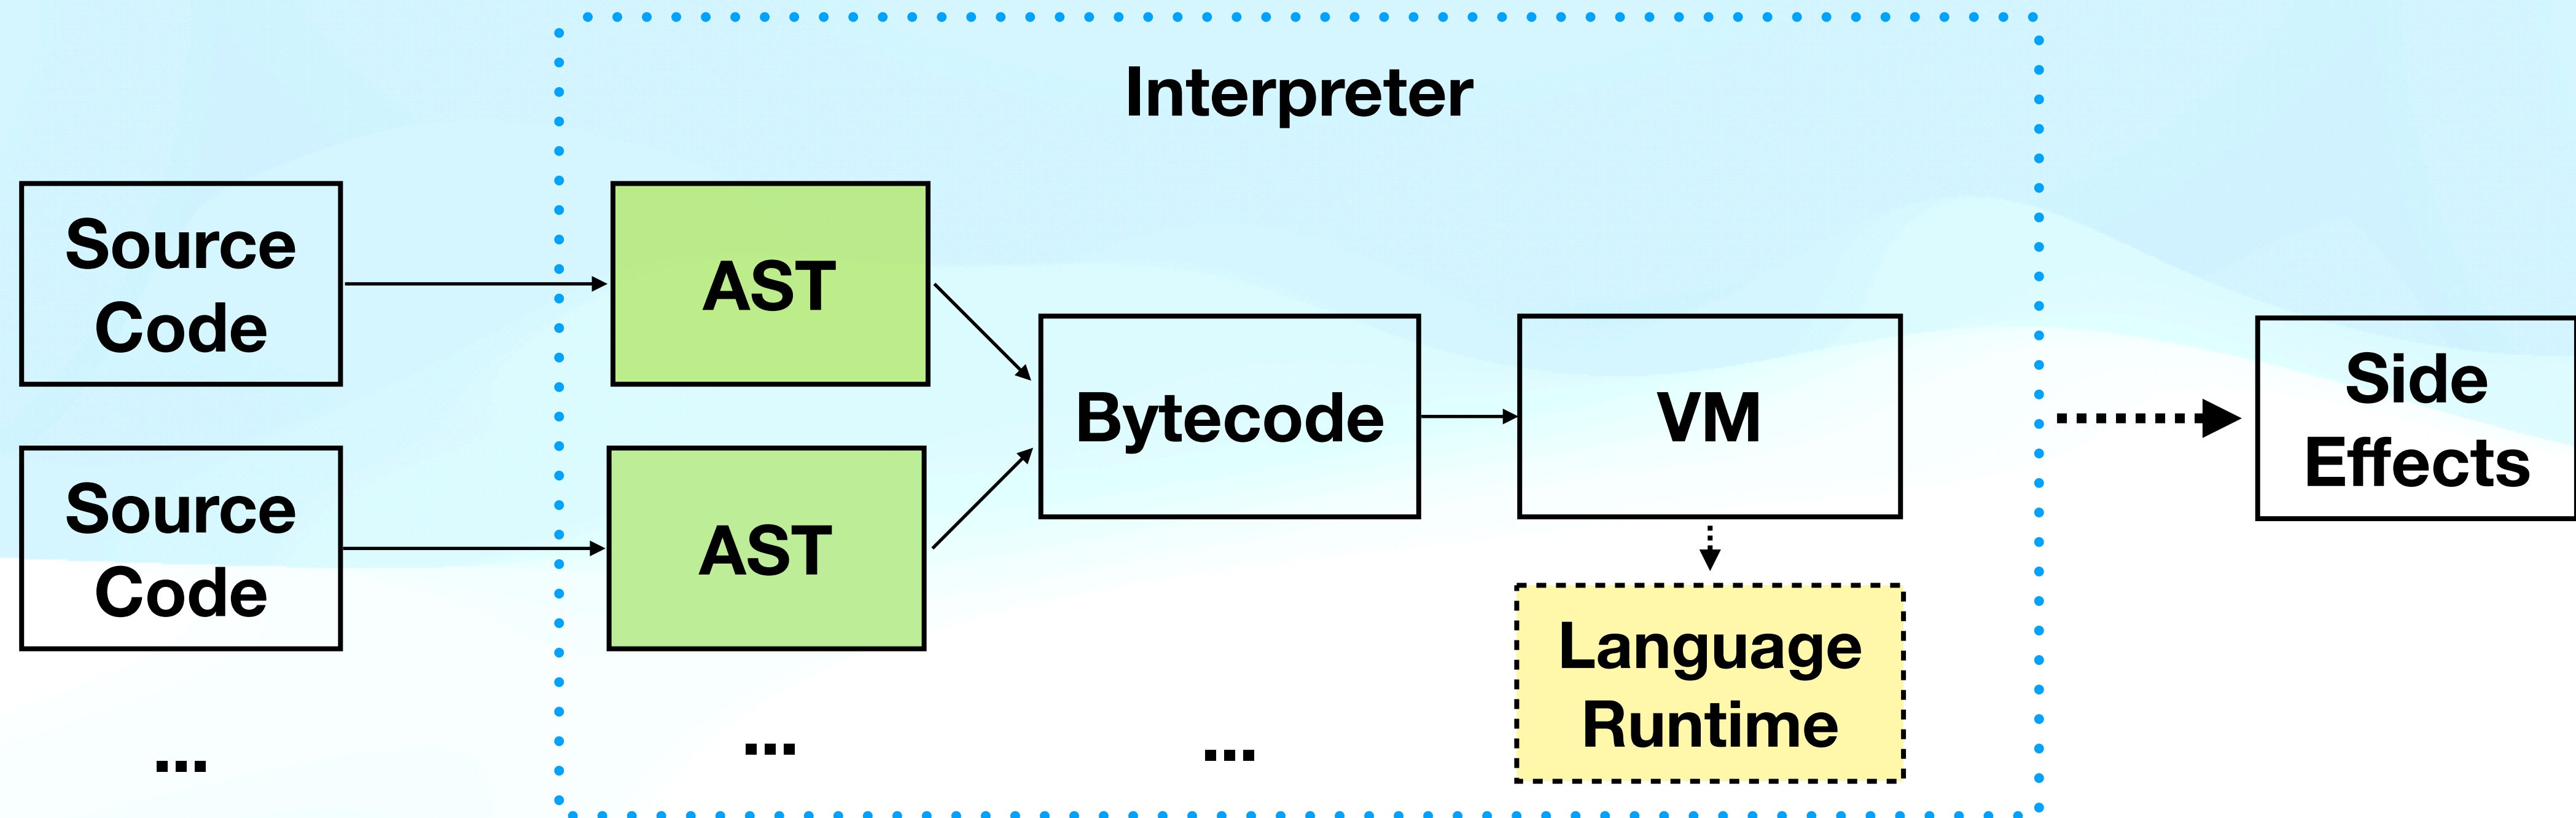 Interpreter
Source
Code
AST
Bytecode
VM
Side
Effects
Source
Code
AST
Language
Runtime
...
...
...